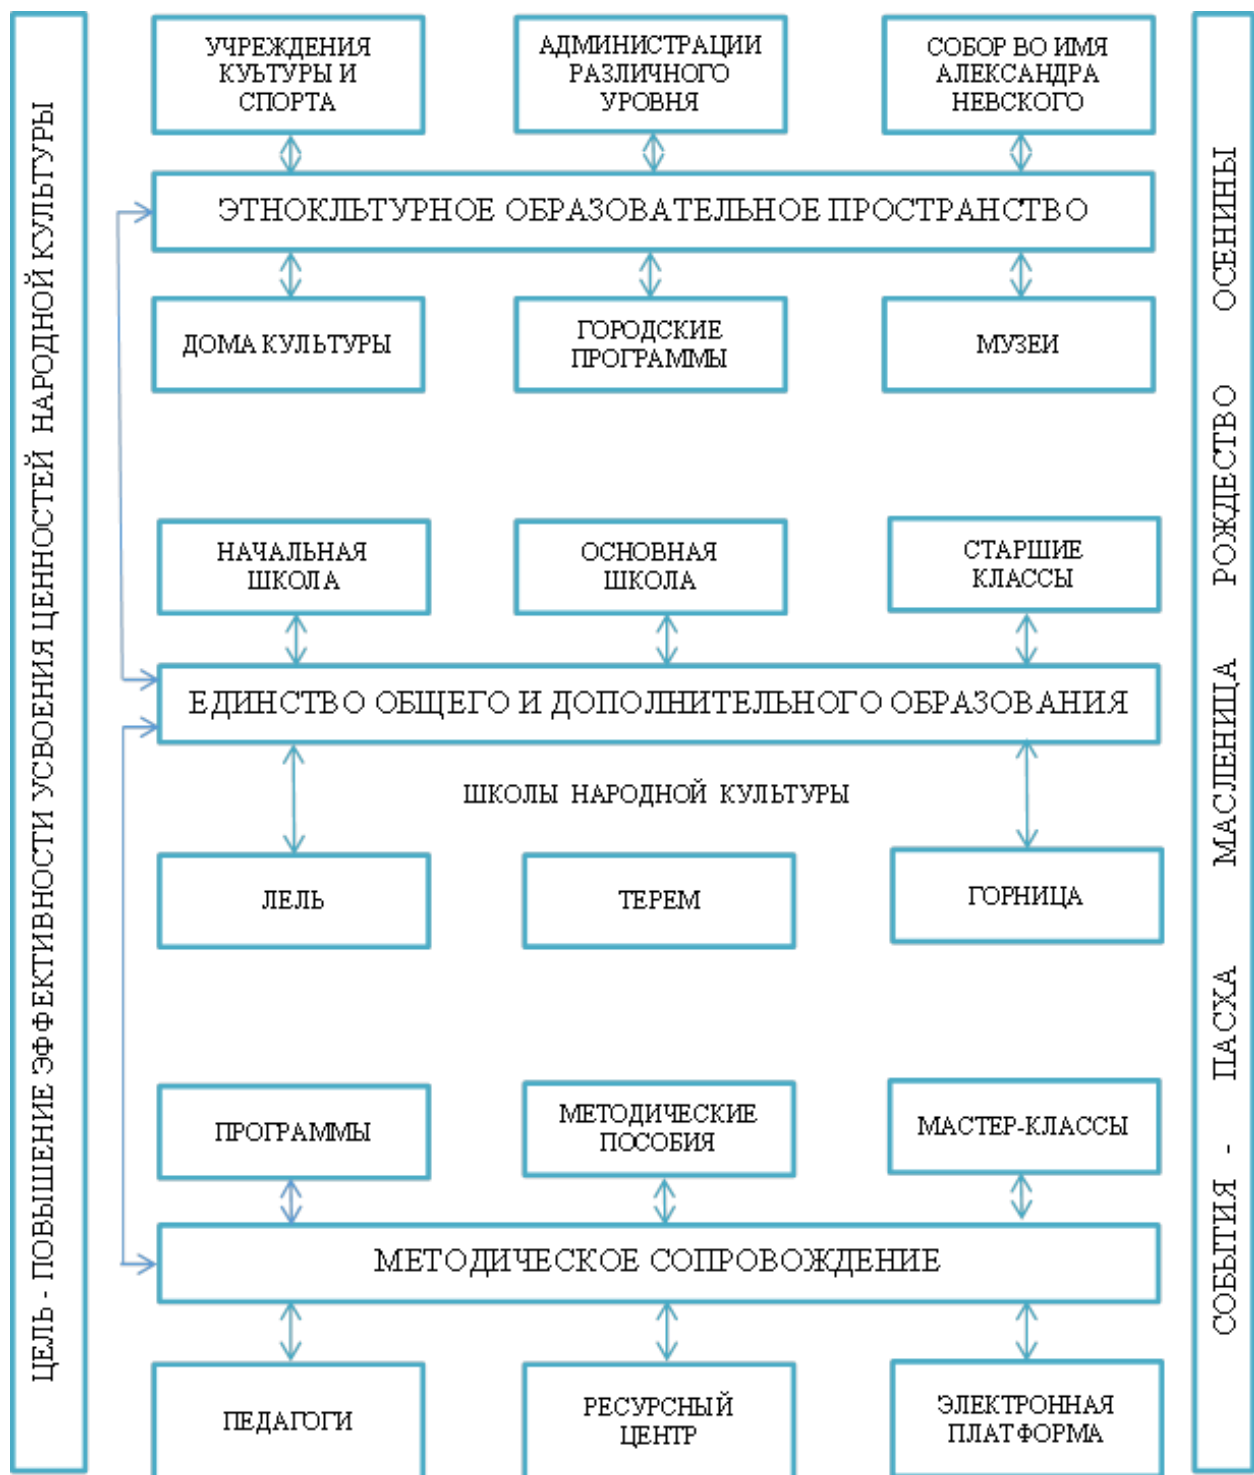 ЦЕЛЬ - ПОВЫШЕНИЕ ЭФФЕКТИВНОСТИ УСВОЕНИЯ ЦЕННОСТЕЙ НАРОДНОЙ КУЛЬТУРЫ
УЧРЕЖДЕНИЯ
КУЬТУРЫ И
СПОРТА
АДМИНИСТРАЦИИ
РАЗЛИЧНОГО
УРОВНЯ
СОБОР ВО ИМЯ
АЛЕКСАНДРА
НЕВСКОГО
ЭТНОКЛЬТУРНОЕ ОБРАЗОВАТЕЛЬНОЕ ПРОСТРАНСТВО
ДОМА КУЛЬТУРЫ
ГОРОДСКИЕ
ПРОГРАММЫ
МУЗЕИ
НАЧАЛЬНАЯ
ШКОЛА
ОСНОВНАЯ
ШКОЛА
СТАРШИЕ
КЛАССЫ
ЕДИНСТВО ОБЩЕГО И ДОПОЛНИТЕЛЬНОГО ОБРАЗОВАНИЯ
ШКОЛЫ НАРОДНОЙ КУЛЬТУРЫ
ЛЕЛЬ
ТЕРЕМ
ГОРНИЦА
ПРОГРАММЫ
МЕТОДИЧЕСКИЕ
ПОСОБИЯ
МАСТЕР-КЛАССЫ
МЕТОДИЧЕСКОЕ СОПРОВОЖДЕНИЕ
ПЕДАГОГИ
РЕСУРСНЫЙ
ЦЕНТР
ЭЛЕКТРОННАЯ
ПЛАТФОРМА
СОБЫТИЯ - ПАСХА МАСЛЕНИЦА РОЖДЕСТВО ОСЕНИНЫ